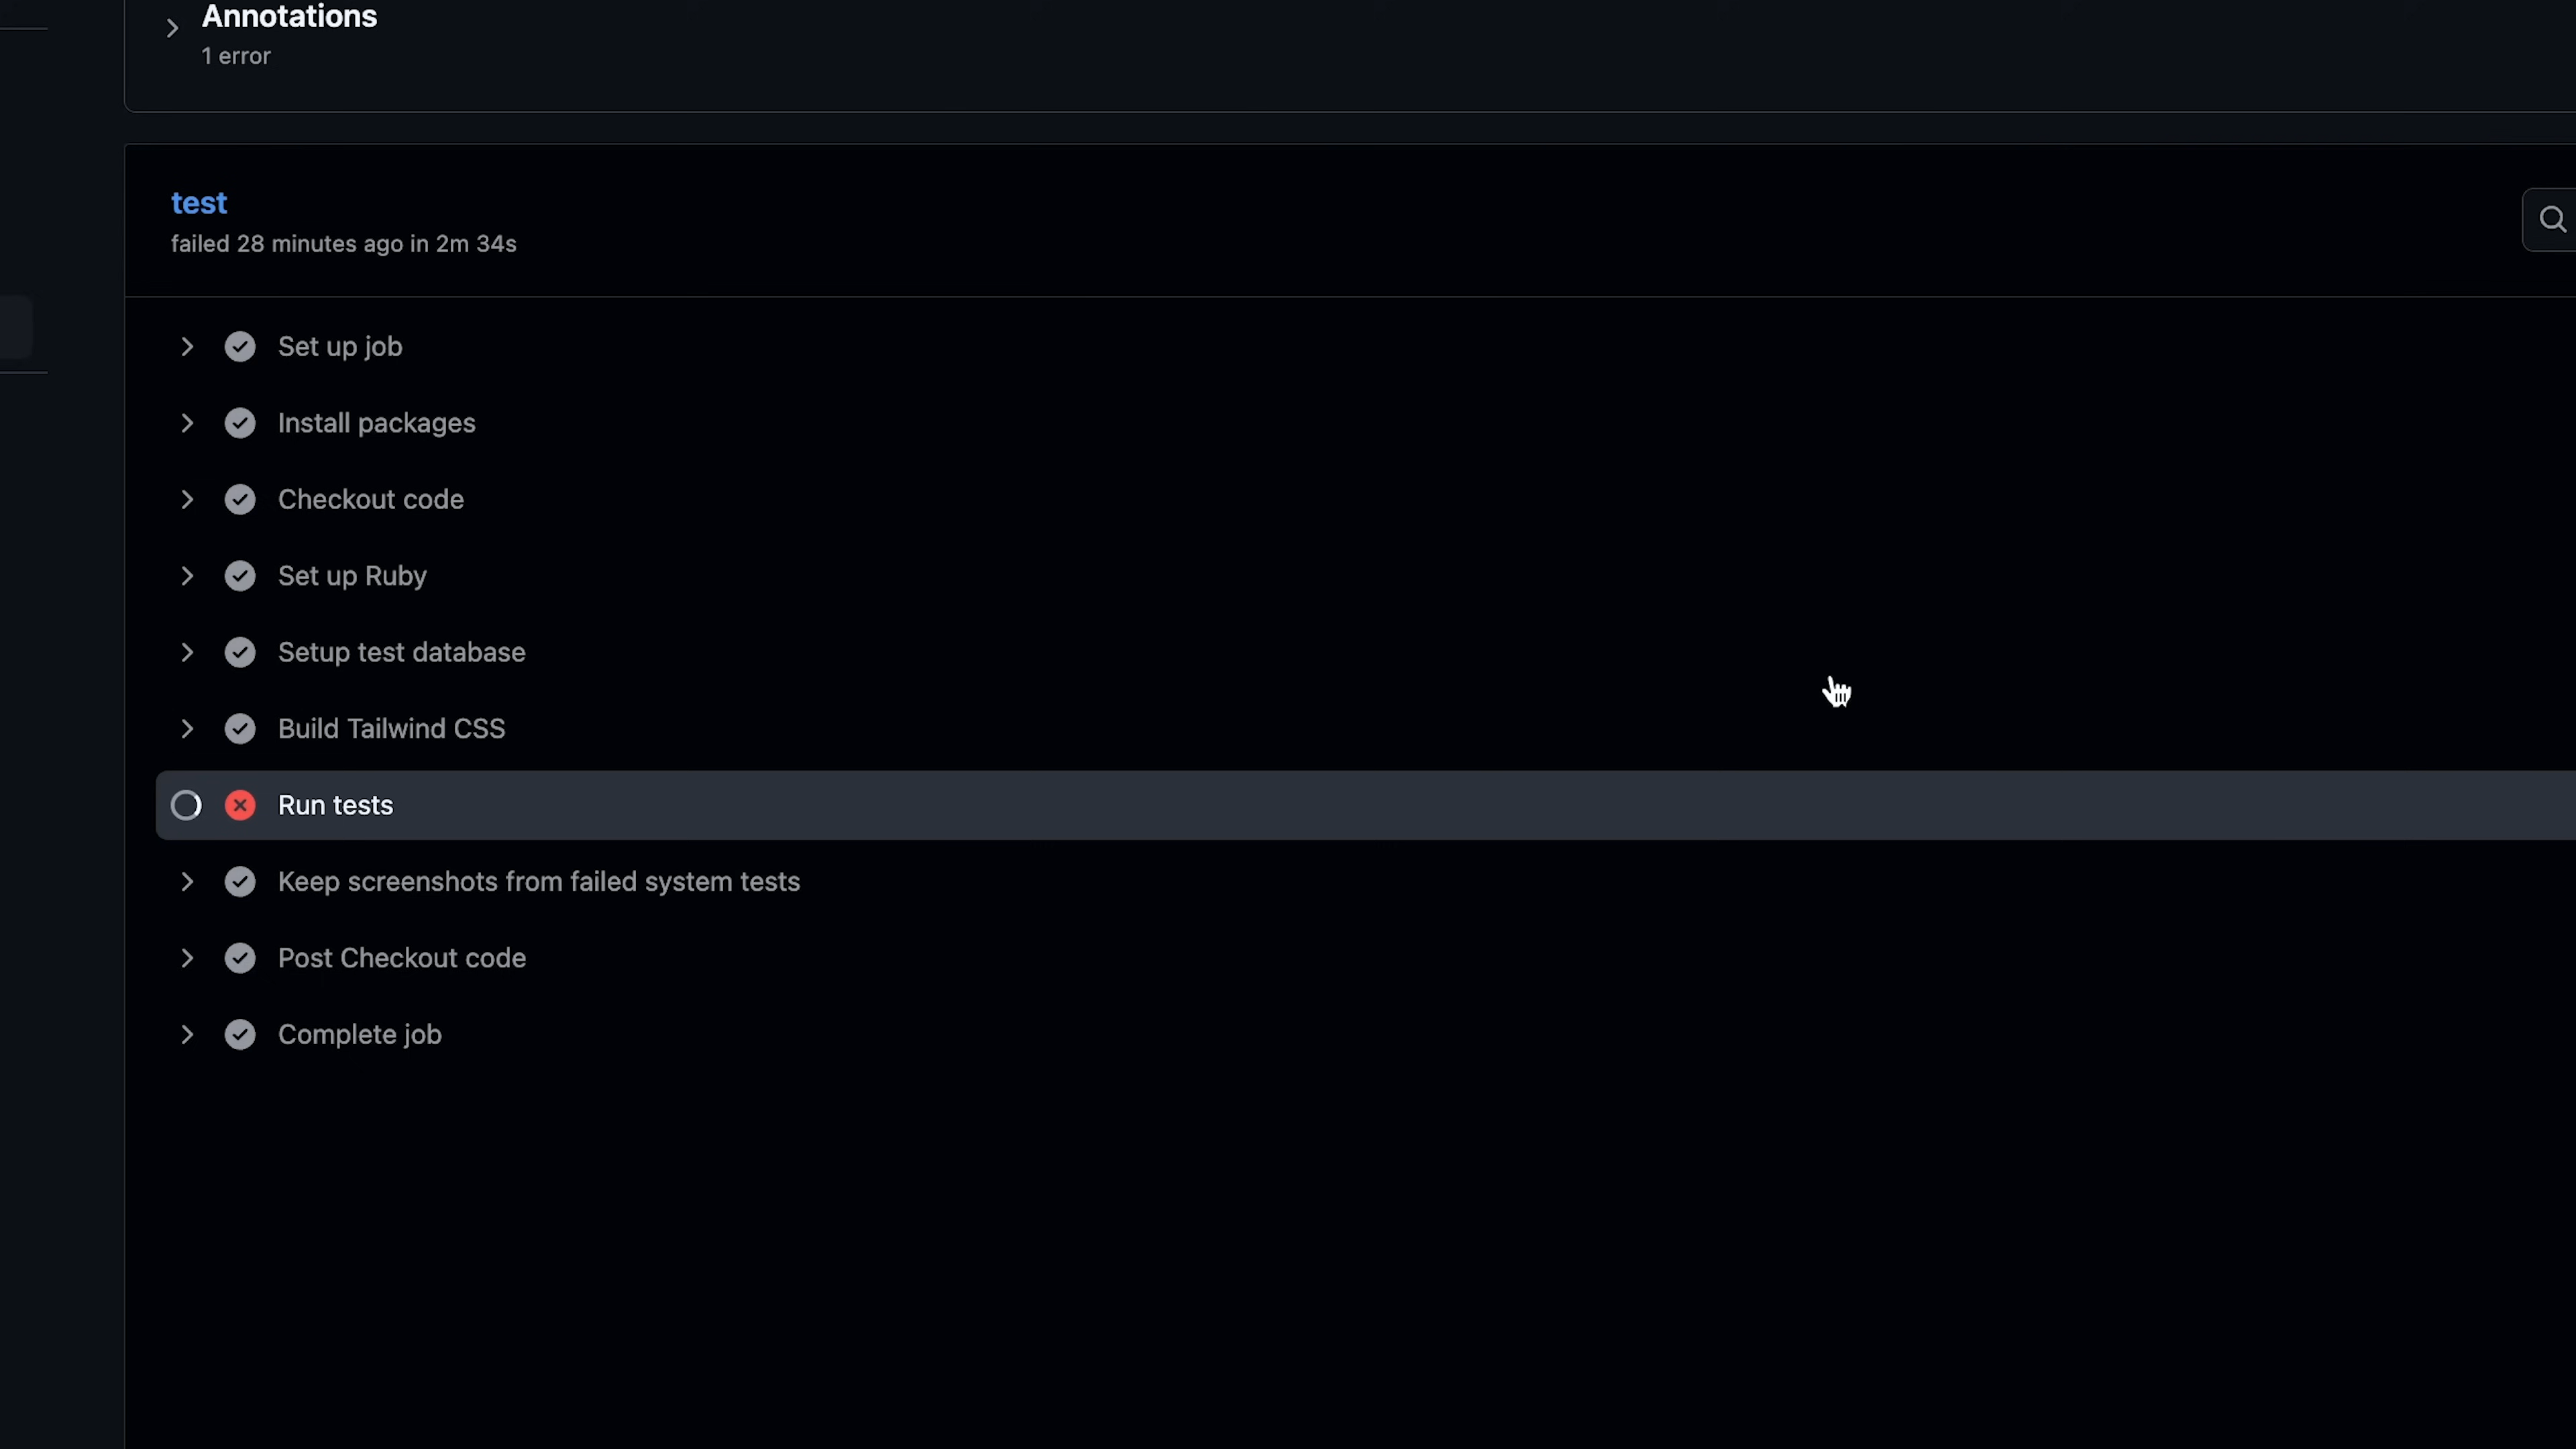 Annotations
1 error
test
failed 28 minutes ago in 2m 34s
Set up job
Install packages
Checkout code
Set up Ruby
Setup test database
Build Tailwind CSS
Run tests
Keep screenshots from failed system tests
Post Checkout code
Complete job